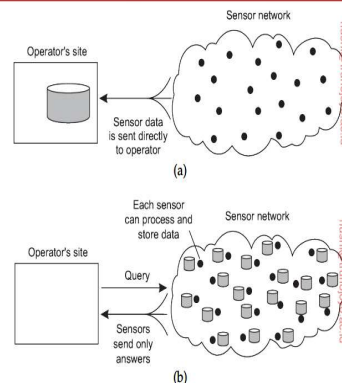 Sensor network
Operator's site
Sensor data
is sent directly
to operator
(a)
Each sensor
can process and
store data
Sensor network
Operator's site
Query
Sensors
send only
answers
(b)